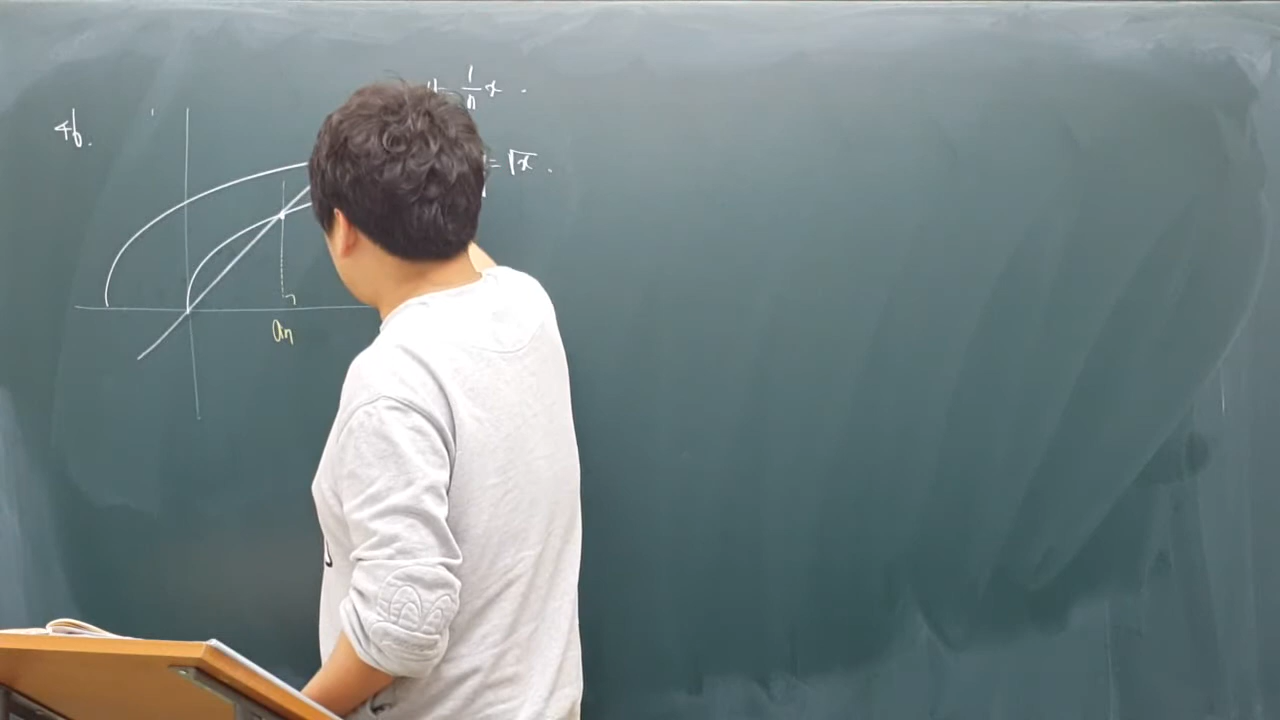 46.
y = 1/n x .
y = √x .
aₙ